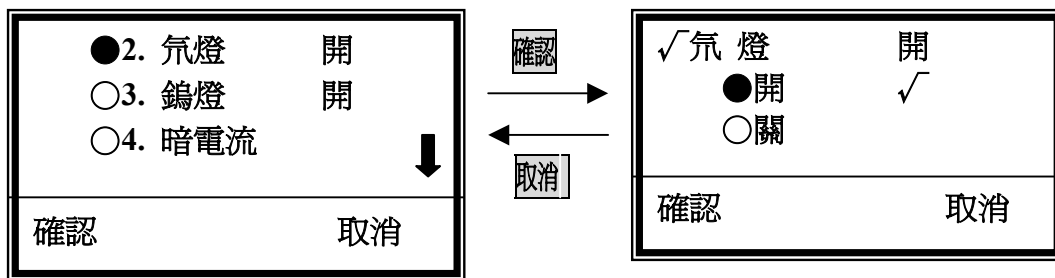 ●2. 氘燈 開
○3. 鎢燈 開
○4. 暗電流
確認 取消
確認
取消
√氘 燈 開
●開 √
○關
確認 取消